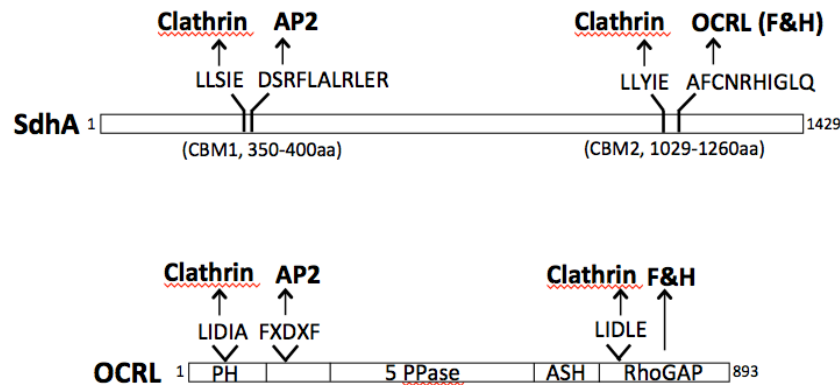 Clathrin AP2 Clathrin OCRL (F&H)
LLSIE DSRFLALRLER LLYIE AFCNRHIGLQ
SdhA 1 1429
(CBM1, 350-400aa) (CBM2, 1029-1260aa)
Clathrin AP2 Clathrin F&H
LIDIA FXDXF LIDLE
OCRL 1 PH 5 PPase ASH RhoGAP 893